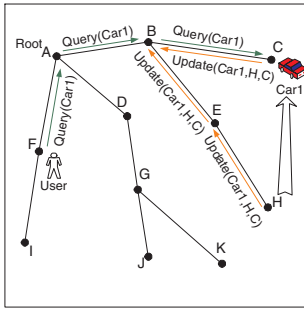 Query(Car1)
Query(Car1)
Root
A
B
C
Update(Car1,H,C)
Car1
Query(Car1)
Update(Car1,H,C)
D
E
F
User
Update(Car1,H,C)
G
H
I
J
K